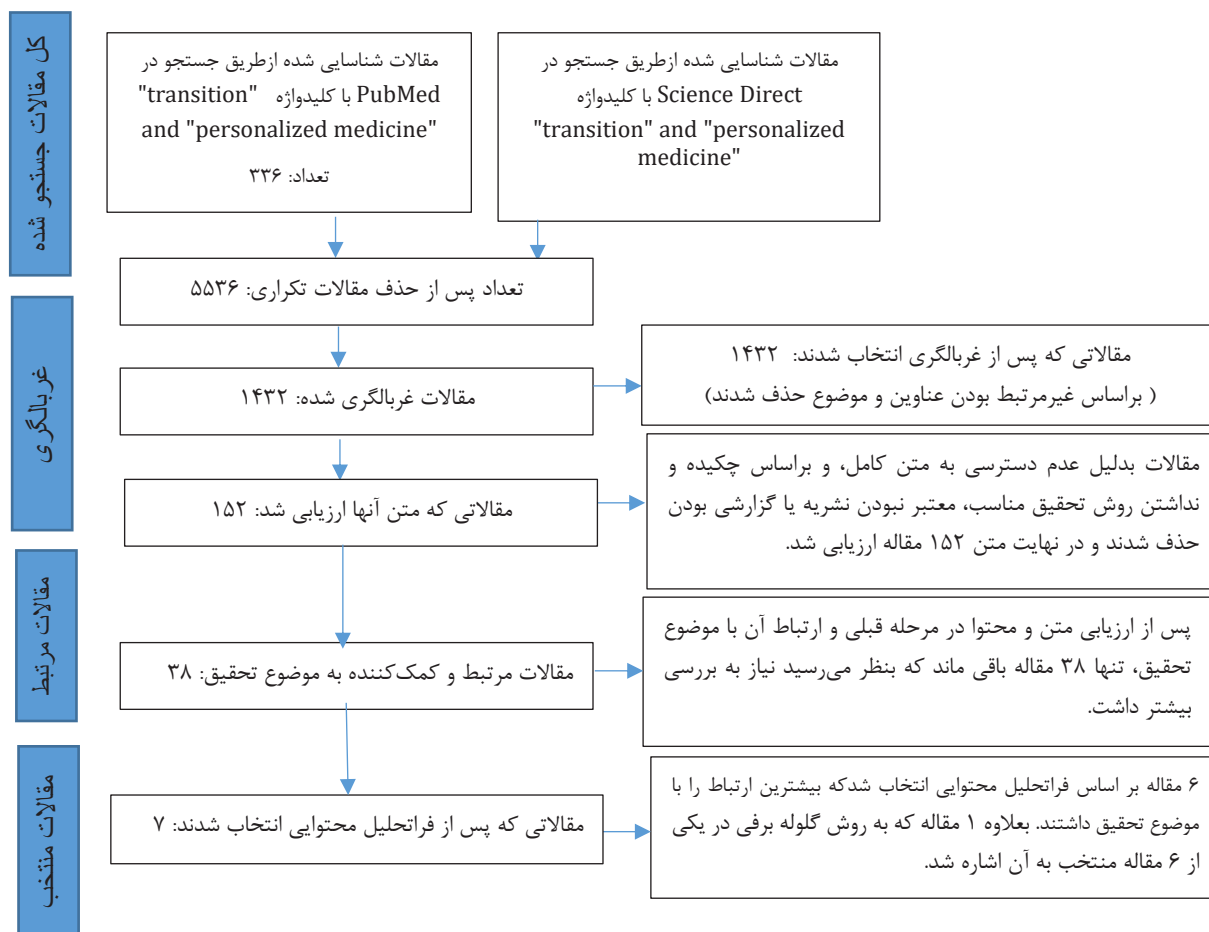 کل مقالات جستجو شده
مقالات شناسایی شده ازطریق جستجو در
Science Direct با کلیدواژه
"transition" and "personalized
medicine"
مقالات شناسایی شده ازطریق جستجو در
PubMed با کلیدواژه "transition"
and "personalized medicine"
تعداد: ۳۳۶
تعداد پس از حذف مقالات تکراری: ۵۵۳۶
غربالگری
مقالات غربالگری شده: ۱۴۳۲
مقالاتی که پس از غربالگری انتخاب شدند: ۱۴۳۲
( براساس غیرمرتبط بودن عناوین و موضوع حذف شدند)
مقالاتی که متن آنها ارزیابی شد: ۱۵۲
مقالات بدلیل عدم دسترسی به متن کامل، و براساس چکیده و
نداشتن روش تحقیق مناسب، معتبر نبودن نشریه یا گزارشی بودن
حذف شدند و در نهایت متن ۱۵۲ مقاله ارزیابی شد.
مقالات مرتبط
مقالات مرتبط و کمک‌کننده به موضوع تحقیق: ۳۸
پس از ارزیابی متن و محتوا در مرحله قبلی و ارتباط آن با موضوع
تحقیق، تنها ۳۸ مقاله باقی ماند که بنظر می‌رسید نیاز به بررسی
بیشتر داشت.
مقالات منتخب
مقالاتی که پس از فراتحلیل محتوایی انتخاب شدند: ۷
۶ مقاله بر اساس فراتحلیل محتوایی انتخاب شدکه بیشترین ارتباط را با
موضوع تحقیق داشتند. بعلاوه ۱ مقاله که به روش گلوله برفی در یکی
از ۶ مقاله منتخب به آن اشاره شد.